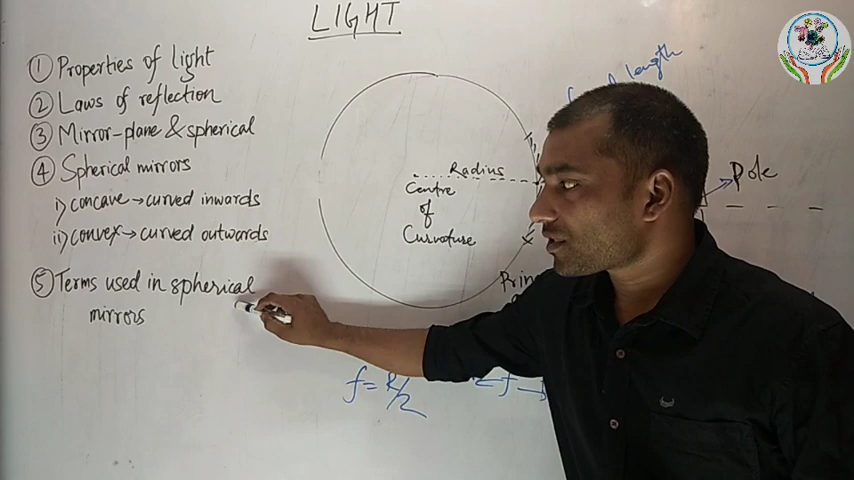 LIGHT
① Properties of light
② Laws of reflection
③ Mirror-plane & spherical
④ Spherical mirrors
i) concave → curved inwards
ii) convex → curved outwards
⑤ Terms used in spherical
mirrors
length
Radius
Centre
of
Curvature
Pole
f = R/2
f